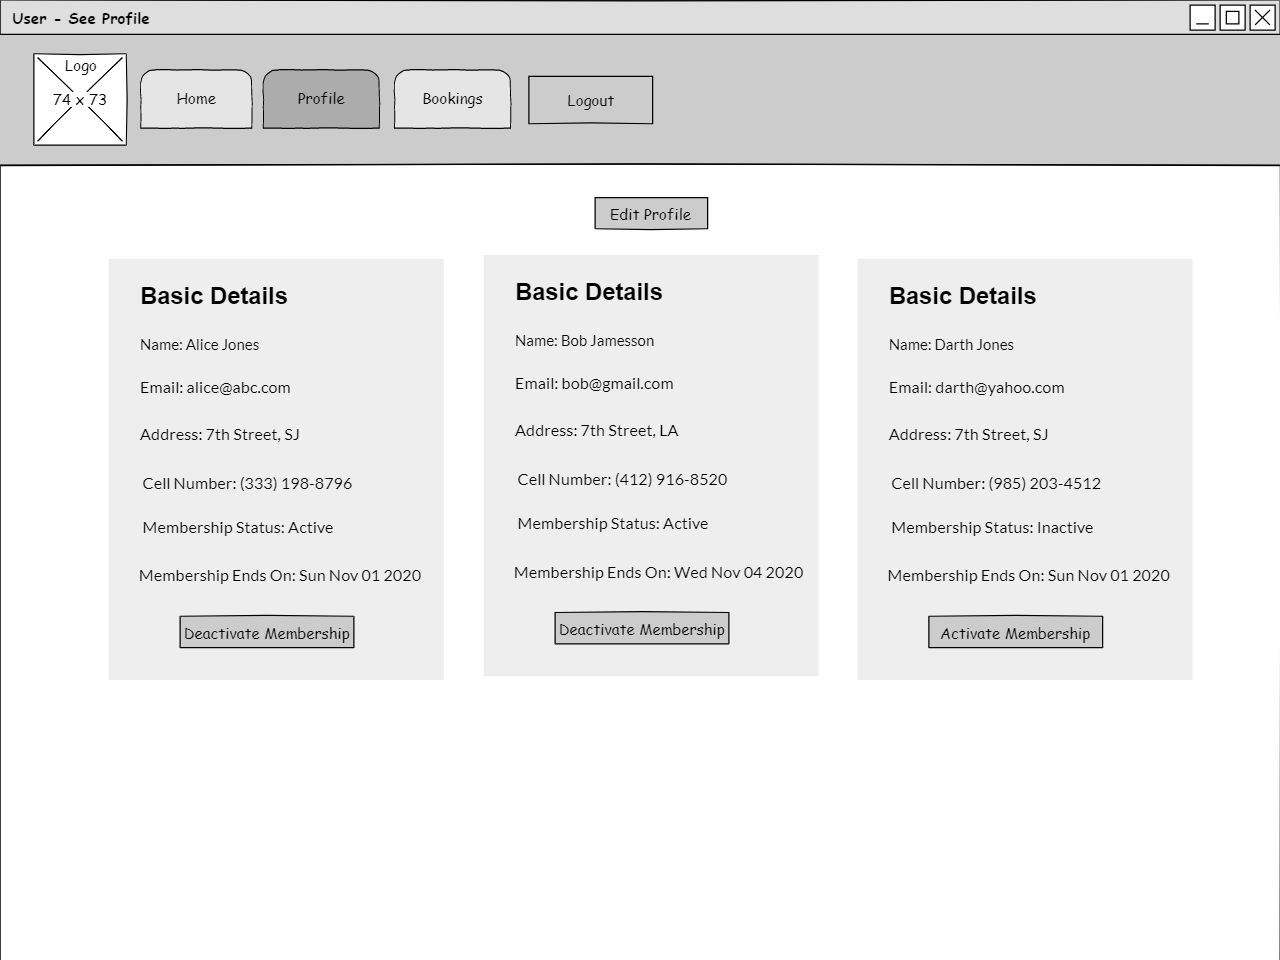 User - See Profile
Logo
74 x 73
Home
Profile
Bookings
Logout
Edit Profile
Basic Details
Name: Alice Jones
Email: alice@abc.com
Address: 7th Street, SJ
Cell Number: (333) 198-8796
Membership Status: Active
Membership Ends On: Sun Nov 01 2020
Deactivate Membership
Basic Details
Name: Bob Jamesson
Email: bob@gmail.com
Address: 7th Street, LA
Cell Number: (412) 916-8520
Membership Status: Active
Membership Ends On: Wed Nov 04 2020
Deactivate Membership
Basic Details
Name: Darth Jones
Email: darth@yahoo.com
Address: 7th Street, SJ
Cell Number: (985) 203-4512
Membership Status: Inactive
Membership Ends On: Sun Nov 01 2020
Activate Membership